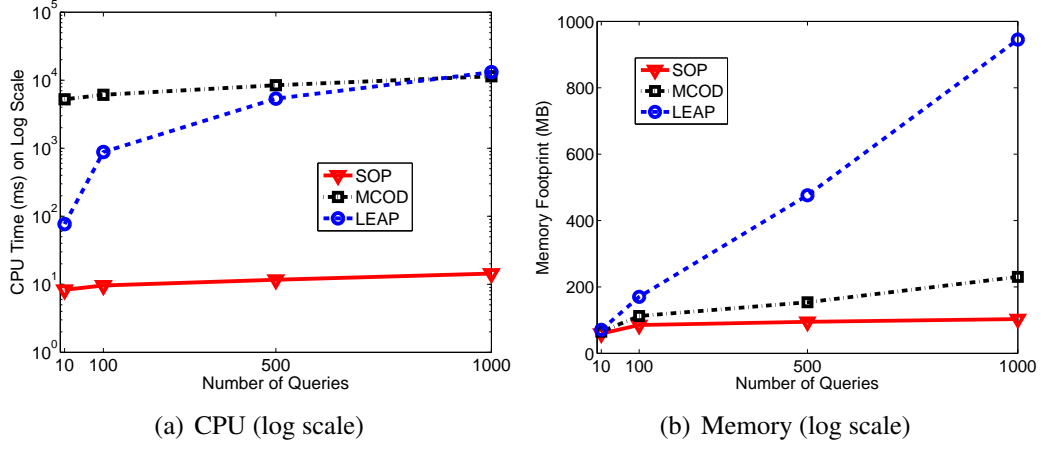 10^5
10^4
10^3
10^2
10^1
10^0
CPU Time (ms) on Log Scale
SOP
MCOD
LEAP
10 100 500 1000
Number of Queries
(a) CPU (log scale)
1000
800
600
400
200
0
Memory Footprint (MB)
SOP
MCOD
LEAP
10 100 500 1000
Number of Queries
(b) Memory (log scale)